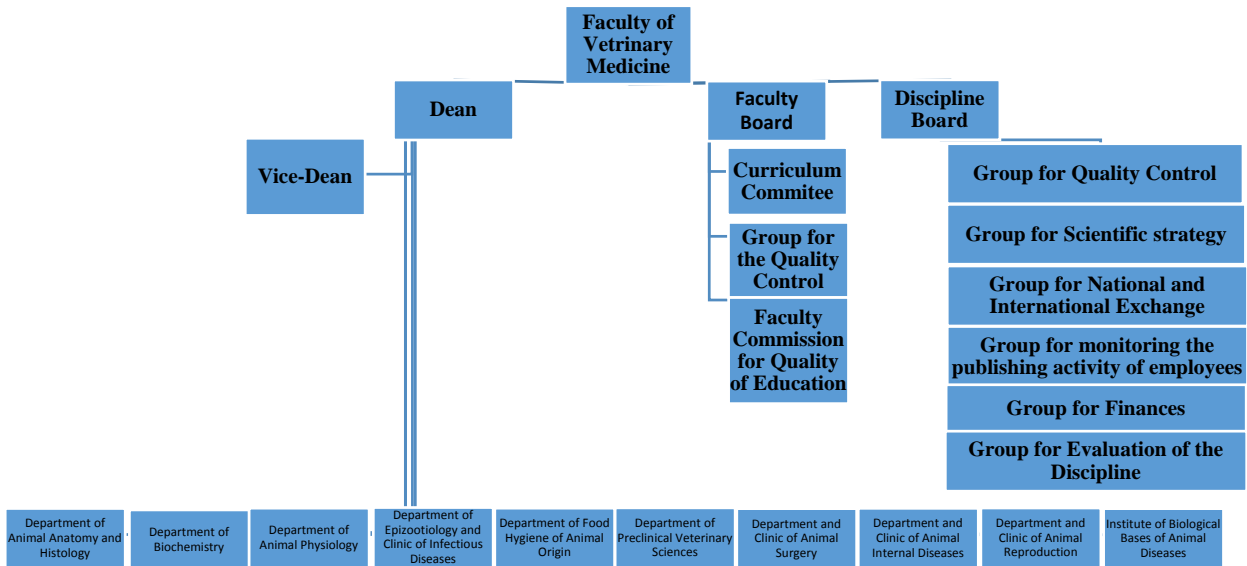 Faculty of
Vetrinary
Medicine
Dean
Faculty
Board
Discipline
Board
Vice-Dean
Curriculum
Commitee
Group for
the Quality
Control
Faculty
Commission
for Quality
of Education
Group for Quality Control
Group for Scientific strategy
Group for National and
International Exchange
Group for monitoring the
publishing activity of employees
Group for Finances
Group for Evaluation of the
Discipline
Department of
Animal Anatomy and
Histology
Department of
Biochemistry
Department of
Animal Physiology
Department of
Epizootiology and
Clinic of Infectious
Diseases
Department of Food
Hygiene of Animal
Origin
Department of
Preclinical Veterinary
Sciences
Department and
Clinic of Animal
Surgery
Department and
Clinic of Animal
Internal Diseases
Department and
Clinic of Animal
Reproduction
Institute of Biological
Bases of Animal
Diseases